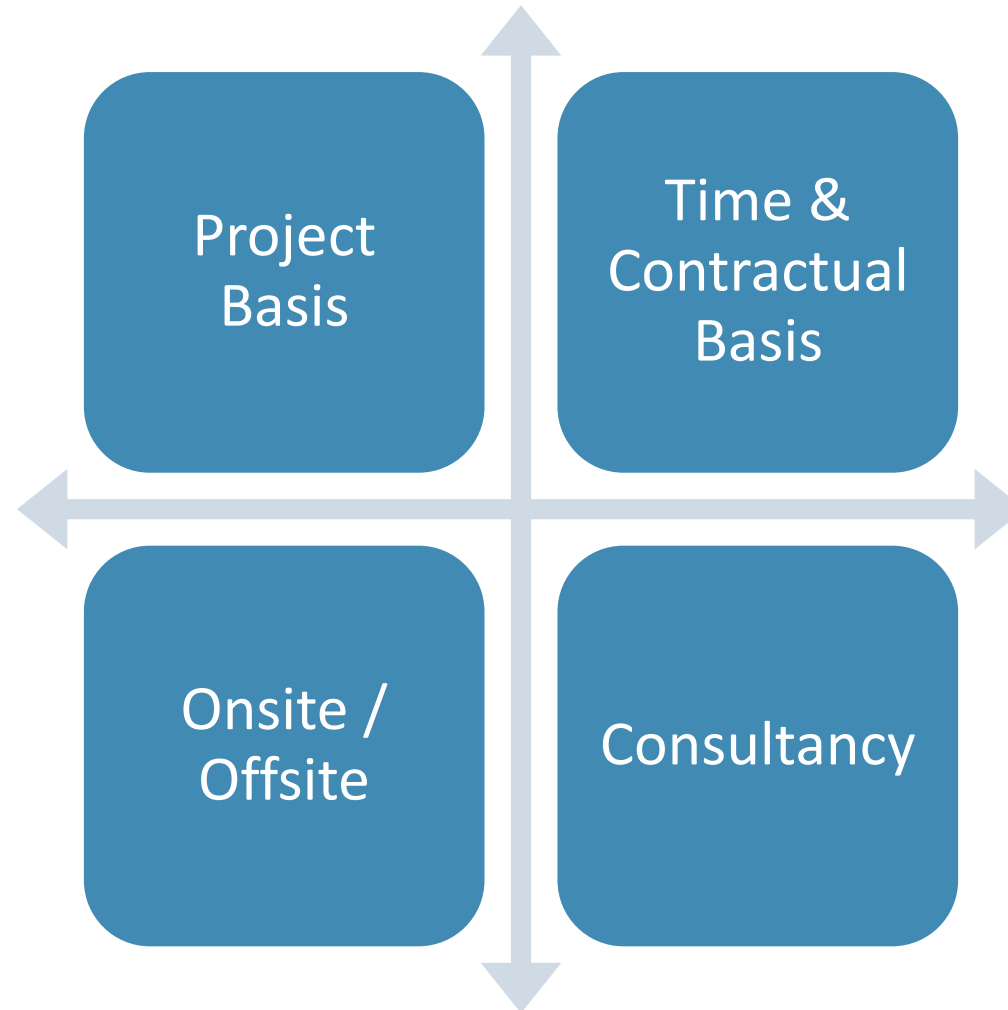 Project
Basis
Time &
Contractual
Basis
Onsite /
Offsite
Consultancy